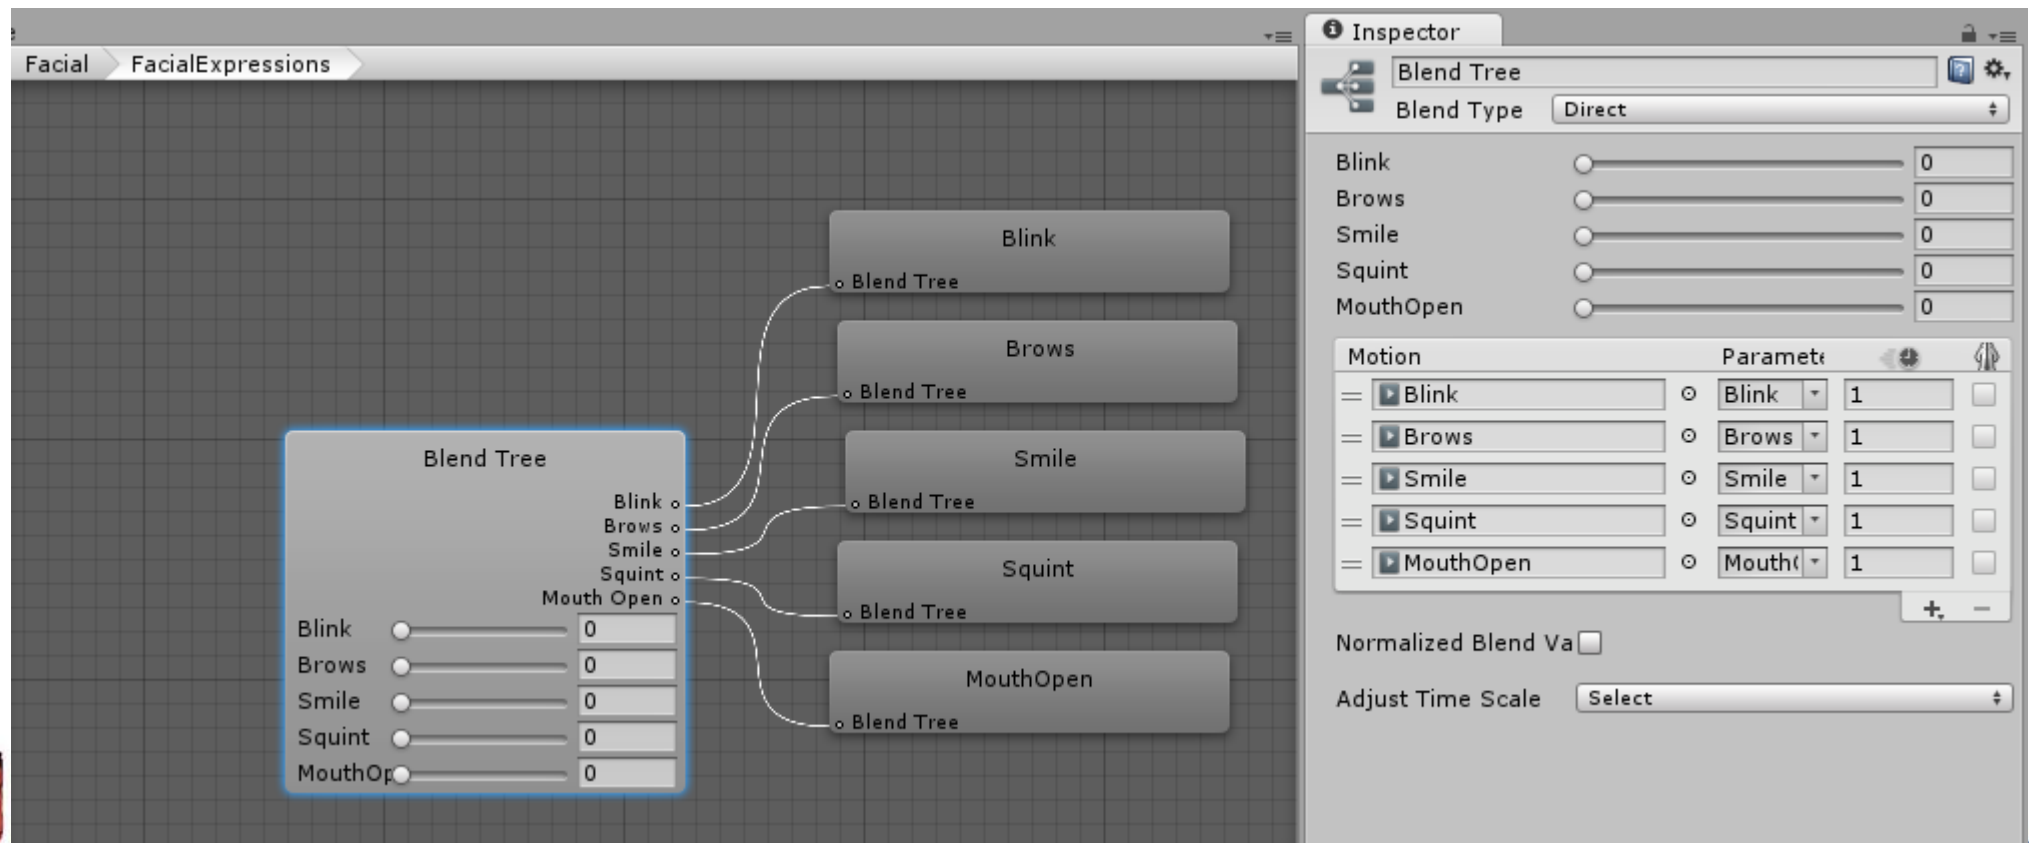 Facial FacialExpressions
Blink
Blend Tree
Brows
Blend Tree
Smile
Blend Tree
Squint
Blend Tree
MouthOpen
Blend Tree
Blend Tree
Blink
Brows
Smile
Squint
Mouth Open
Blink 0
Brows 0
Smile 0
Squint 0
MouthOp 0
Inspector
Blend Tree
Blend Type Direct
Blink 0
Brows 0
Smile 0
Squint 0
MouthOpen 0
Motion Paramete
Blink Blink 1
Brows Brows 1
Smile Smile 1
Squint Squint 1
MouthOpen Mouth 1
Normalized Blend Va
Adjust Time Scale Select